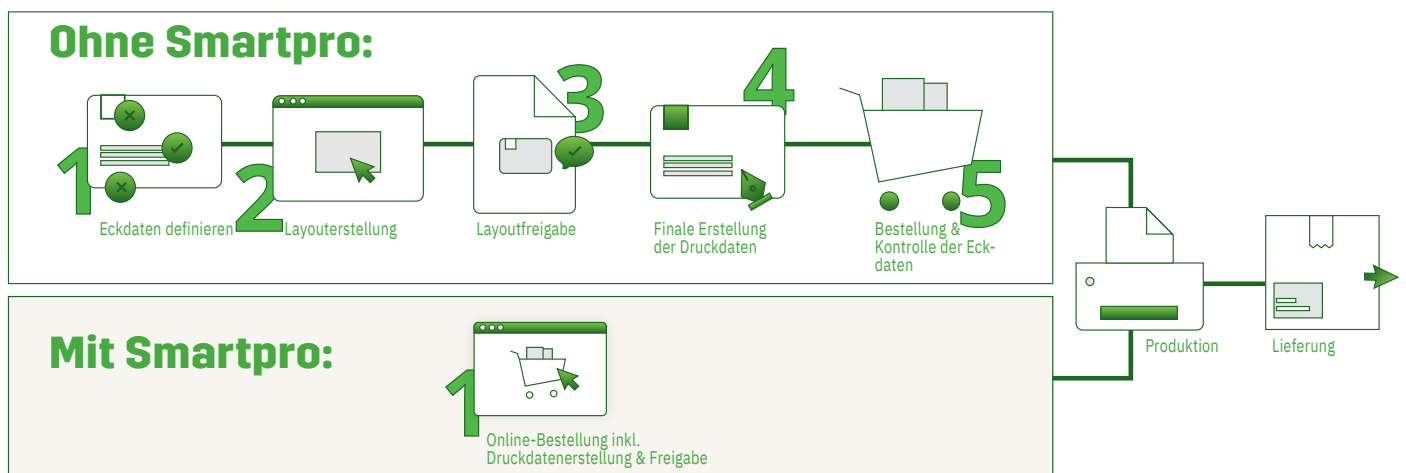 Ohne Smartpro:
1
Eckdaten definieren
2
Layouterstellung
3
Layoutfreigabe
4
Finale Erstellung
der Druckdaten
5
Bestellung &
Kontrolle der Eck-
daten
Mit Smartpro:
1
Online-Bestellung inkl.
Druckdatenerstellung & Freigabe
Produktion
Lieferung